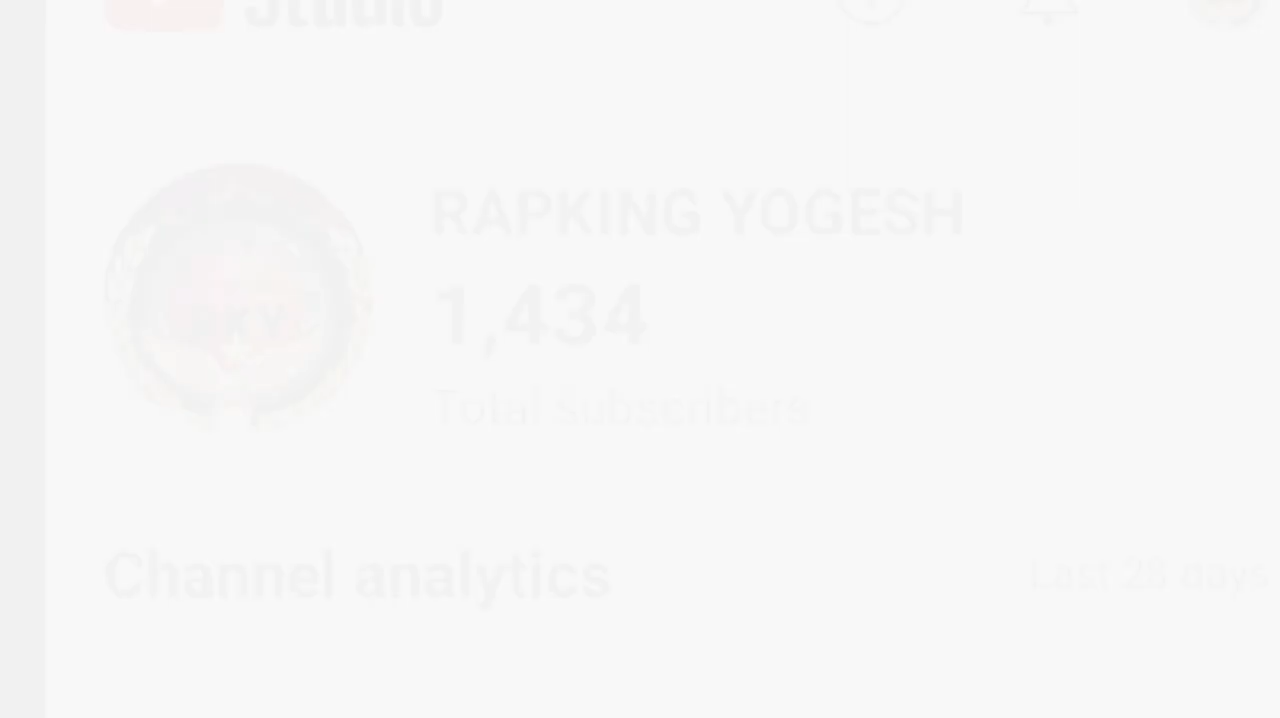 Studio
RAPKING YOGESH
1,434
Total subscribers
Channel analytics
Last 28 days